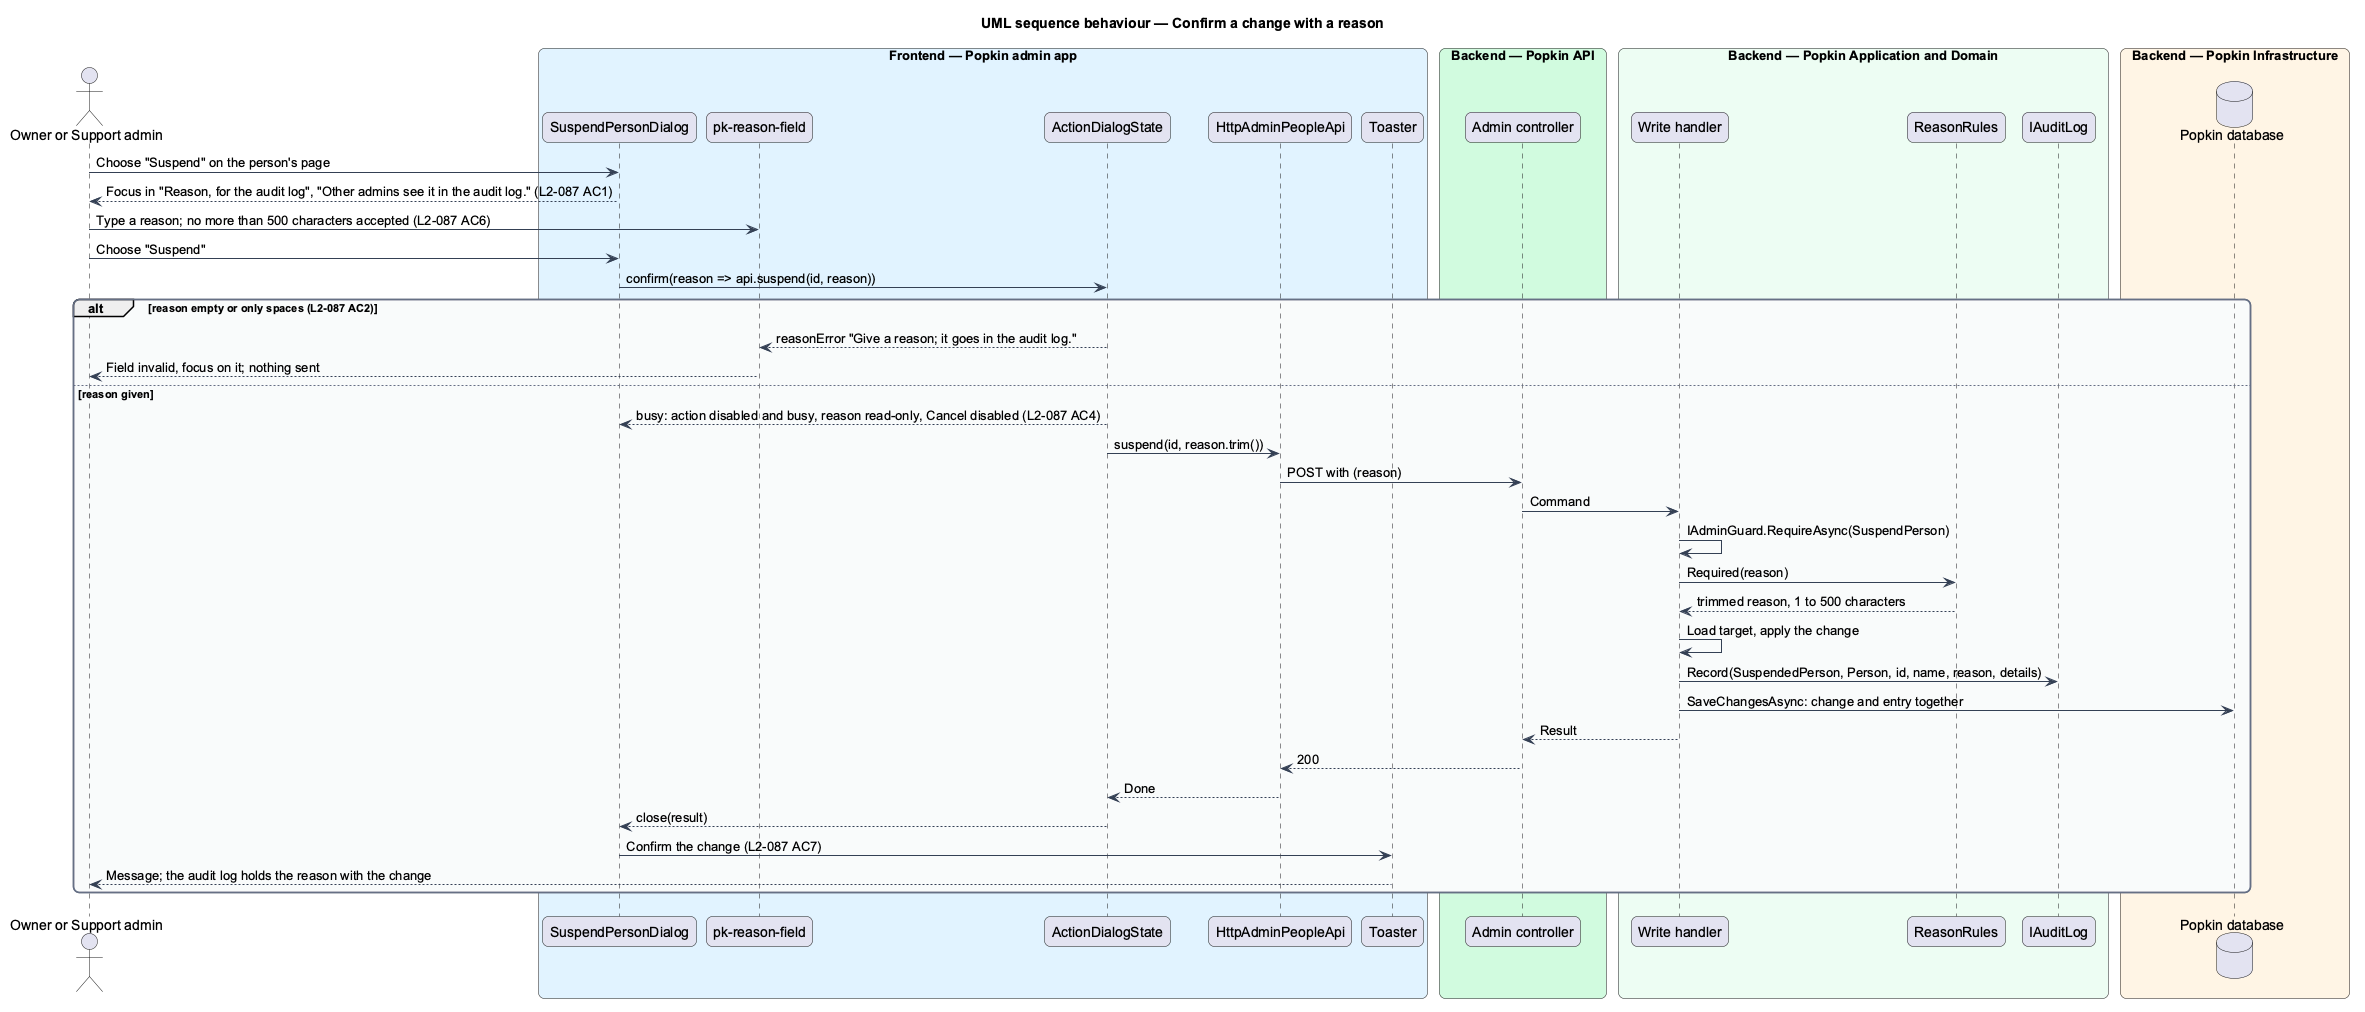 UML sequence behaviour — Confirm a change with a reason
Frontend — Popkin admin app
Backend — Popkin API
Backend — Popkin Application and Domain
Backend — Popkin Infrastructure
Owner or Support admin
SuspendPersonDialog
pk-reason-field
ActionDialogState
HttpAdminPeopleApi
Toaster
Admin controller
Write handler
ReasonRules
IAuditLog
Popkin database
Choose "Suspend" on the person's page
Focus in "Reason, for the audit log", "Other admins see it in the audit log." (L2-087 AC1)
Type a reason; no more than 500 characters accepted (L2-087 AC6)
Choose "Suspend"
confirm(reason => api.suspend(id, reason))
alt
[reason empty or only spaces (L2-087 AC2)]
reasonError "Give a reason; it goes in the audit log."
Field invalid, focus on it; nothing sent
[reason given]
busy: action disabled and busy, reason read-only, Cancel disabled (L2-087 AC4)
suspend(id, reason.trim())
POST with (reason)
Command
IAdminGuard.RequireAsync(SuspendPerson)
Required(reason)
trimmed reason, 1 to 500 characters
Load target, apply the change
Record(SuspendedPerson, Person, id, name, reason, details)
SaveChangesAsync: change and entry together
Result
200
Done
close(result)
Confirm the change (L2-087 AC7)
Message; the audit log holds the reason with the change
Owner or Support admin
SuspendPersonDialog
pk-reason-field
ActionDialogState
HttpAdminPeopleApi
Toaster
Admin controller
Write handler
ReasonRules
IAuditLog
Popkin database